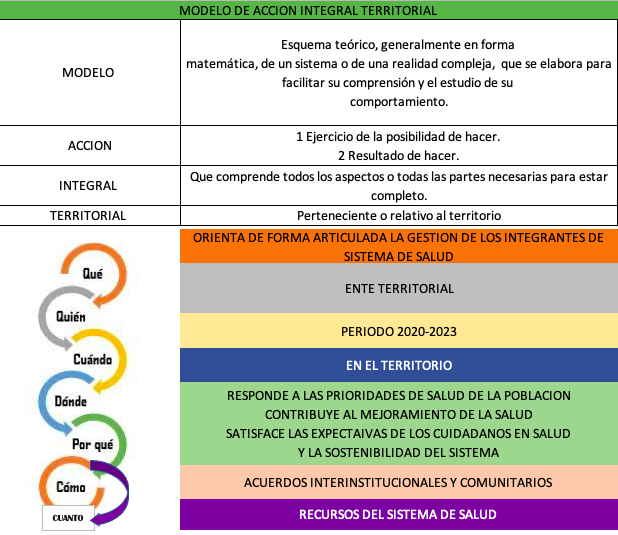 MODELO DE ACCION INTEGRAL TERRITORIAL
MODELO
Esquema teórico, generalmente en forma
matemática, de un sistema o de una realidad compleja, que se elabora para
facilitar su comprensión y el estudio de su
comportamiento.
ACCION
1 Ejercicio de la posibilidad de hacer.
2 Resultado de hacer.
INTEGRAL
Que comprende todos los aspectos o todas las partes necesarias para estar
completo.
TERRITORIAL
Perteneciente o relativo al territorio
Qué
ORIENTA DE FORMA ARTICULADA LA GESTION DE LOS INTEGRANTES DE
SISTEMA DE SALUD
Quién
ENTE TERRITORIAL
Cuándo
PERIODO 2020-2023
Dónde
EN EL TERRITORIO
Por qué
RESPONDE A LAS PRIORIDADES DE SALUD DE LA POBLACION
CONTRIBUYE AL MEJORAMIENTO DE LA SALUD
SATISFACE LAS EXPECTAIVAS DE LOS CUIDADANOS EN SALUD
Y LA SOSTENIBILIDAD DEL SISTEMA
Cómo
ACUERDOS INTERINSTITUCIONALES Y COMUNITARIOS
CUANTO
RECURSOS DEL SISTEMA DE SALUD